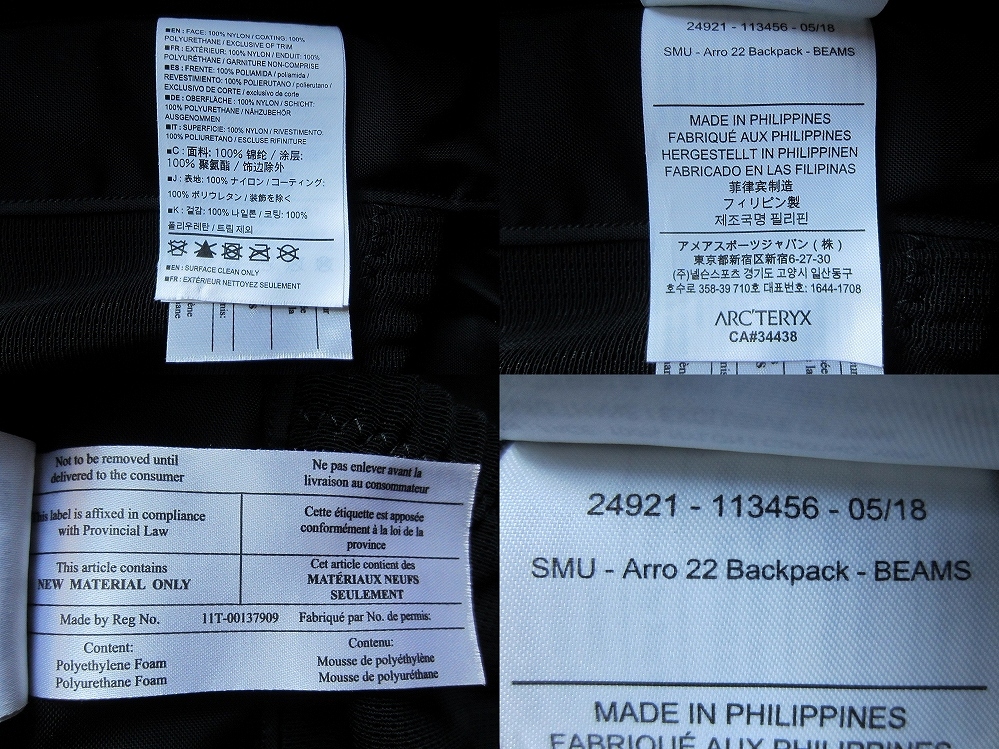 ■EN: FACE: 100% NYLON / COATING: 100%
POLYURETHANE / EXCLUSIVE OF TRIM
■FR: EXTÉRIEUR: 100% NYLON / ENDUIT: 100%
POLYURÉTHANE / GARNITURE NON-COMPRISE
■ES: FRENTE: 100% POLIAMIDA / poliamida /
REVESTIMIENTO: 100% POLIERUTANO / polierutano /
EXCLUSIVO DE CORTE / exclusivo de corte
■DE: OBERFLÄCHE: 100% NYLON / SCHICHT:
100% POLYURETHANE / NÄHZUBEHÖR
AUSGENOMMEN
■IT: SUPERFICIE: 100% NYLON / RIVESTIMENTO:
100% POLIURETANO / ESCLUSE RIFINITURE
■C: 面料: 100% 锦纶 / 涂层:
100% 聚氨酯 / 饰边除外
■J: 表地: 100% ナイロン / コーティング:
100% ポリウレタン / 装飾を除く
■K: 겉감: 100% 나일론 / 코팅: 100%
폴리우레탄 / 트림 제외
■EN: SURFACE CLEAN ONLY
■FR: EXTÉRIEUR NETTOYEZ SEULEMENT
24921 - 113456 - 05/18
SMU - Arro 22 Backpack - BEAMS
MADE IN PHILIPPINES
FABRIQUÉ AUX PHILIPPINES
HERGESTELLT IN PHILIPPINEN
FABRICADO EN LAS FILIPINAS
菲律宾制造
フィリピン製
제조국명 필리핀
アメアスポーツジャパン (株)
東京都新宿区新宿6-27-30
(주)넬슨스포츠 경기도 고양시 일산동구
호수로 358-39 710호 대표번호: 1644-1708
ARC'TERYX
CA#34438
Not to be removed until
delivered to the consumer
Ne pas enlever avant la
livraison au consommateur
This label is affixed in compliance
with Provincial Law
Cette étiquette est apposée
conformément à la loi de la
province
This article contains
NEW MATERIAL ONLY
Cet article contient des
MATÉRIAUX NEUFS
SEULEMENT
Made by Reg No. 11T-00137909 Fabriqué par No. de permis:
Content:
Polyethylene Foam
Polyurethane Foam
Contenu:
Mousse de polyéthylène
Mousse de polyuréthane
24921 - 113456 - 05/18
SMU - Arro 22 Backpack - BEAMS
MADE IN PHILIPPINES
FABRIQUÉ AUX PHILIPPINES